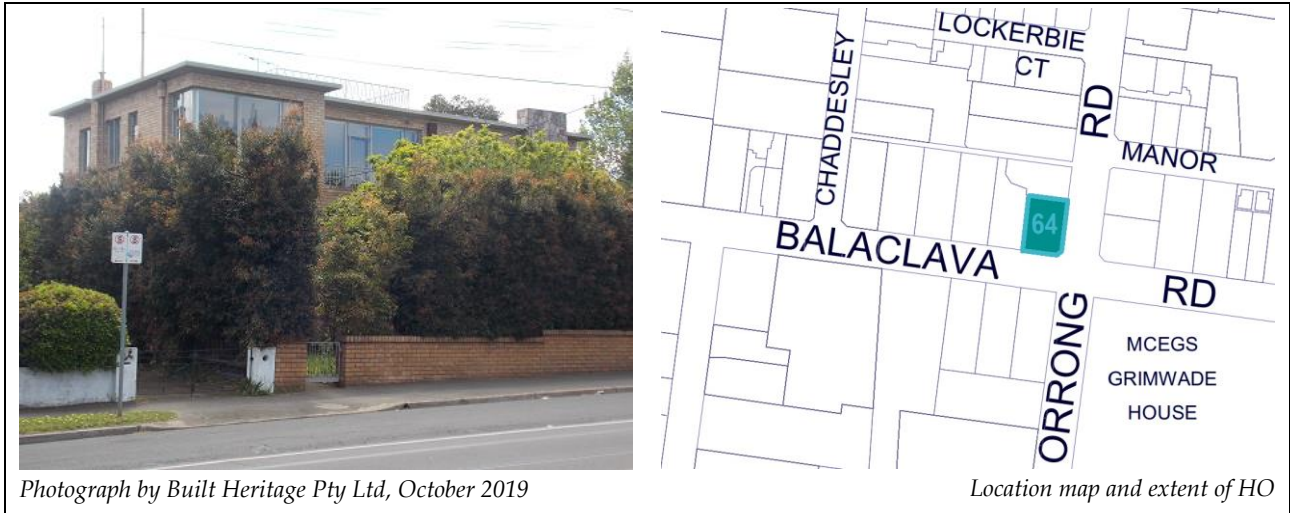 LOCKERBIE
CT
CHADDESLEY
RD
MANOR
64
BALACLAVA
RD
ORRONG
MCEGS
GRIMWADE
HOUSE
Photograph by Built Heritage Pty Ltd, October 2019
Location map and extent of HO